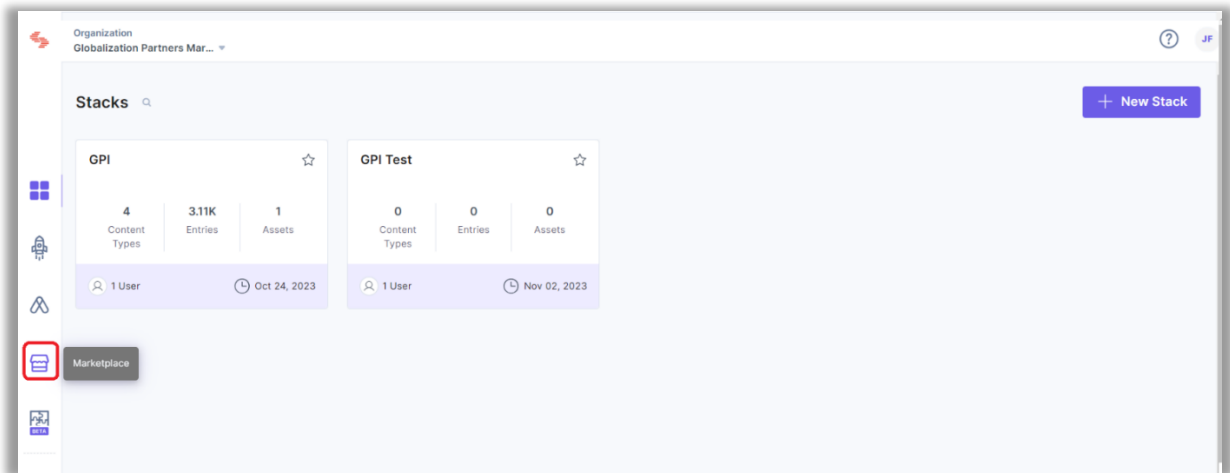 Organization
Globalization Partners Mar...
JF
Stacks
New Stack
GPI
4
Content
Types
3.11K
Entries
1
Assets
1 User
Oct 24, 2023
GPI Test
0
Content
Types
0
Entries
0
Assets
1 User
Nov 02, 2023
Marketplace
BETA